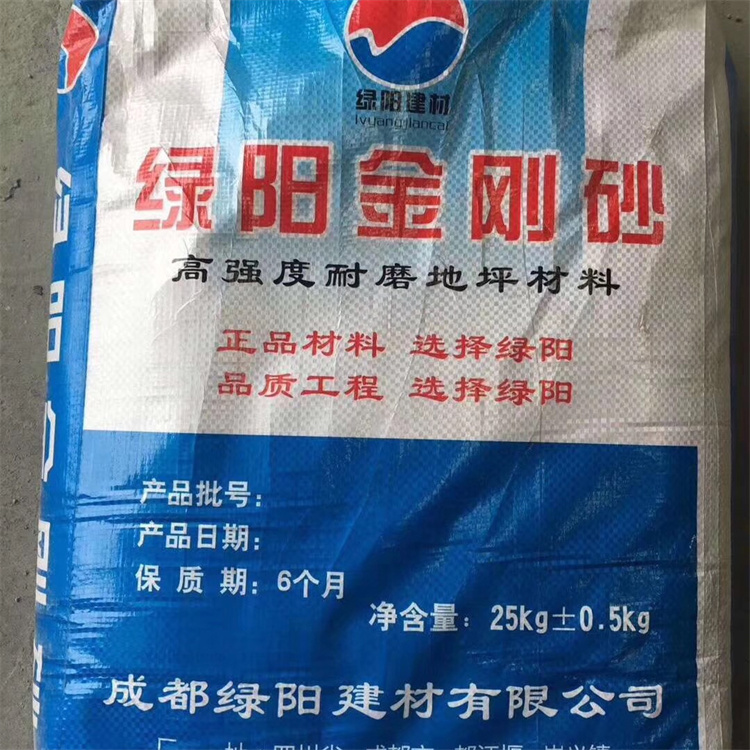 绿阳建材
lvyangjiancai
绿阳金刚砂
高强度耐磨地坪材料
正品材料 选择绿阳
品质工程 选择绿阳
产品批号:
产品日期:
保 质 期: 6个月
净含量: 25kg±0.5kg
成都绿阳建材有限公司